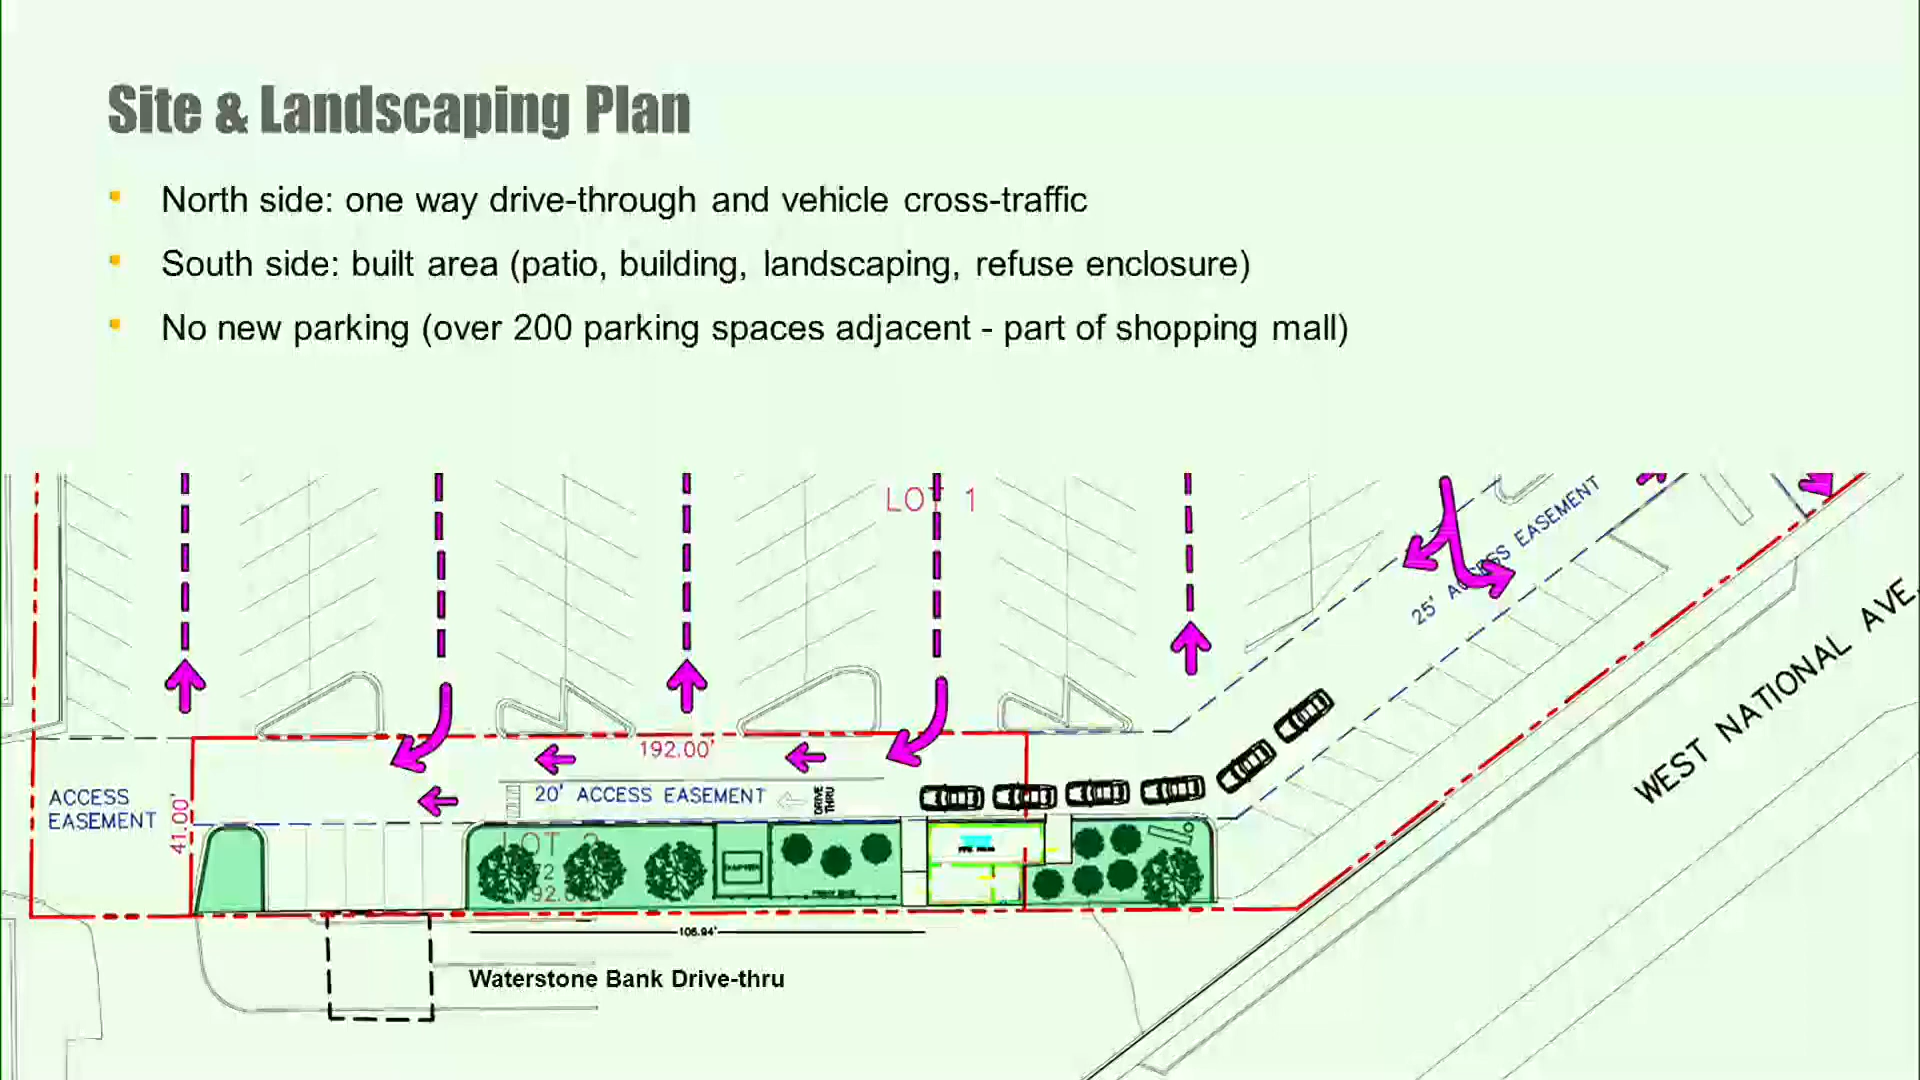 Site & Landscaping Plan
North side: one way drive-through and vehicle cross-traffic
South side: built area (patio, building, landscaping, refuse enclosure)
No new parking (over 200 parking spaces adjacent - part of shopping mall)
LOT 1
25' ACCESS EASEMENT
WEST NATIONAL AVE.
192.00'
ACCESS
EASEMENT
41.00'
20' ACCESS EASEMENT
DRIVE
THRU
106.94'
Waterstone Bank Drive-thru